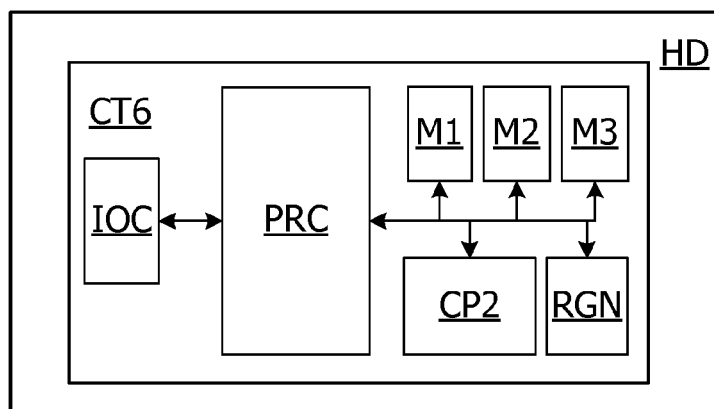 HD
CT6
M1 M2 M3
IOC PRC
CP2 RGN